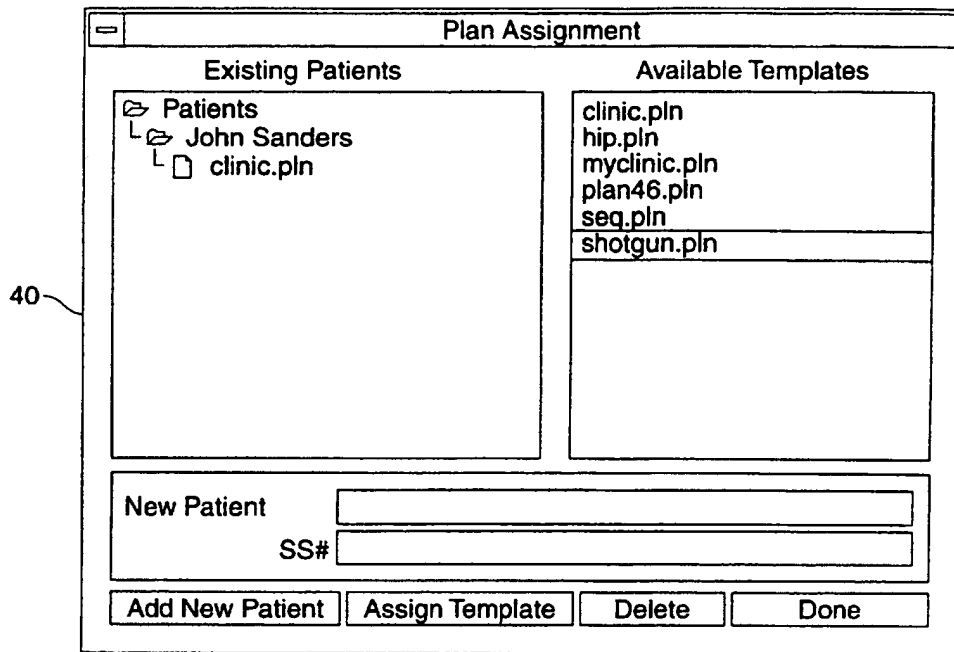 Plan Assignment
Existing Patients
Available Templates
Patients
John Sanders
clinic.pln
clinic.pln
hip.pln
myclinic.pln
plan46.pln
seq.pln
shotgun.pln
40
New Patient
SS#
Add New Patient
Assign Template
Delete
Done